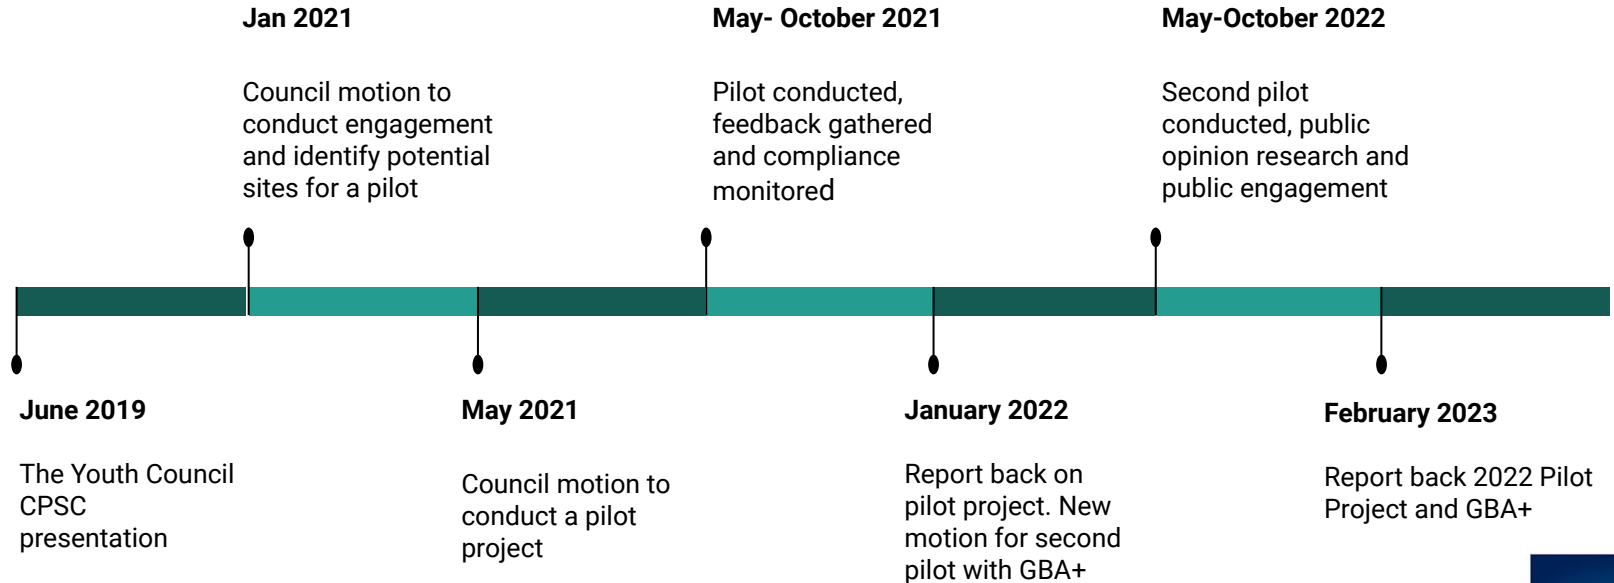 Jan 2021
Council motion to
conduct engagement
and identify potential
sites for a pilot
May- October 2021
Pilot conducted,
feedback gathered
and compliance
monitored
May-October 2022
Second pilot
conducted, public
opinion research and
public engagement
June 2019
The Youth Council
CPSC
presentation
May 2021
Council motion to
conduct a pilot
project
January 2022
Report back on
pilot project. New
motion for second
pilot with GBA+
February 2023
Report back 2022 Pilot
Project and GBA+